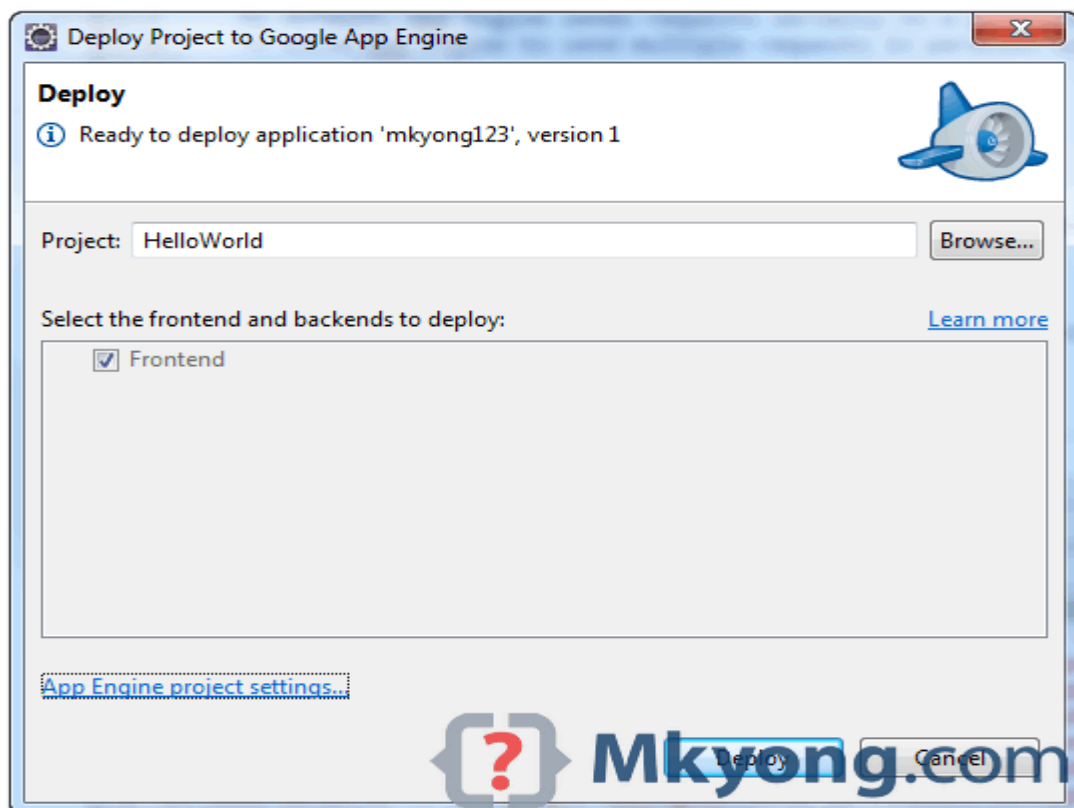 Deploy Project to Google App Engine
Deploy
Ready to deploy application 'mkyong123', version 1
Project: HelloWorld Browse...
Select the frontend and backends to deploy: Learn more
Frontend
App Engine project settings...
Deploy Cancel
Mkyong.com